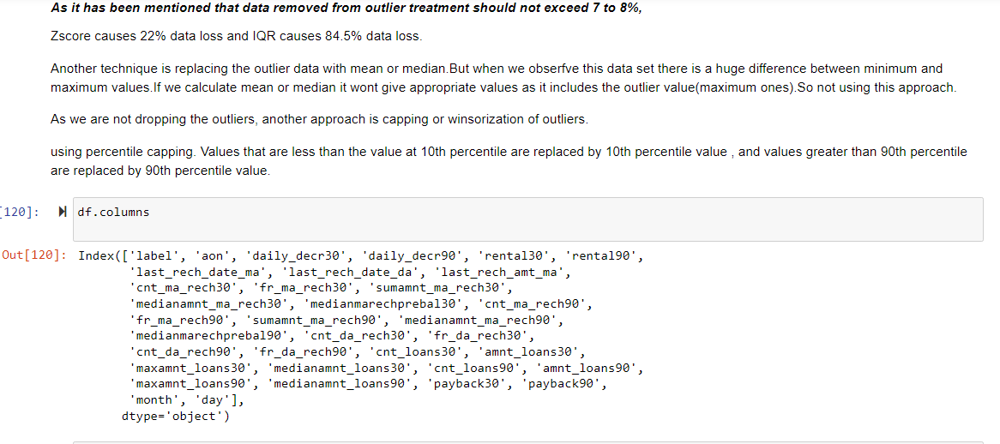 As it has been mentioned that data removed from outlier treatment should not exceed 7 to 8%,
Zscore causes 22% data loss and IQR causes 84.5% data loss.
Another technique is replacing the outlier data with mean or median.But when we obserfve this data set there is a huge difference between minimum and
maximum values.If we calculate mean or median it wont give appropriate values as it includes the outlier value(maximum ones).So not using this approach.
As we are not dropping the outliers, another approach is capping or winsorization of outliers.
using percentile capping. Values that are less than the value at 10th percentile are replaced by 10th percentile value , and values greater than 90th percentile
are replaced by 90th percentile value.
[120]: df.columns
Out[120]: Index(['label', 'aon', 'daily_decr30', 'daily_decr90', 'rental30', 'rental90',
'last_rech_date_ma', 'last_rech_date_da', 'last_rech_amt_ma',
'cnt_ma_rech30', 'fr_ma_rech30', 'sumamnt_ma_rech30',
'medianamnt_ma_rech30', 'medianmarechprebal30', 'cnt_ma_rech90',
'fr_ma_rech90', 'sumamnt_ma_rech90', 'medianamnt_ma_rech90',
'medianmarechprebal90', 'cnt_da_rech30', 'fr_da_rech30',
'cnt_da_rech90', 'fr_da_rech90', 'cnt_loans30', 'amnt_loans30',
'maxamnt_loans30', 'medianamnt_loans30', 'cnt_loans90', 'amnt_loans90',
'maxamnt_loans90', 'medianamnt_loans90', 'payback30', 'payback90',
'month', 'day'],
dtype='object')